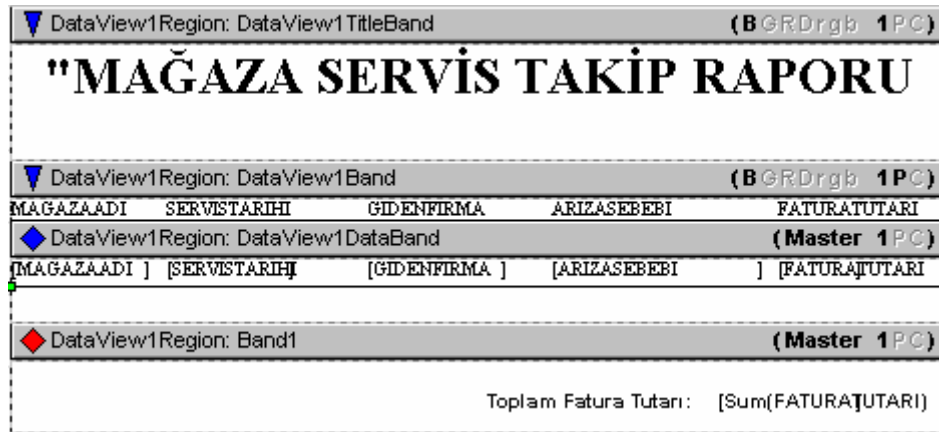 DataView1Region: DataView1TitleBand (BGRDrgb 1PC)
"MAĞAZA SERVİS TAKİP RAPORU
DataView1Region: DataView1Band (BGRDrgb 1PC)
MAGAZAADI SERVISTARIHI GIDENFIRMA ARIZASEBEBI FATURATUTARI
DataView1Region: DataView1DataBand (Master 1PC)
[MAGAZAADI ] [SERVISTARIHI] [GIDENFIRMA ] [ARIZASEBEBI ] [FATURATUTARI
DataView1Region: Band1 (Master 1PC)
Toplam Fatura Tutarı: [Sum(FATURATUTARI)